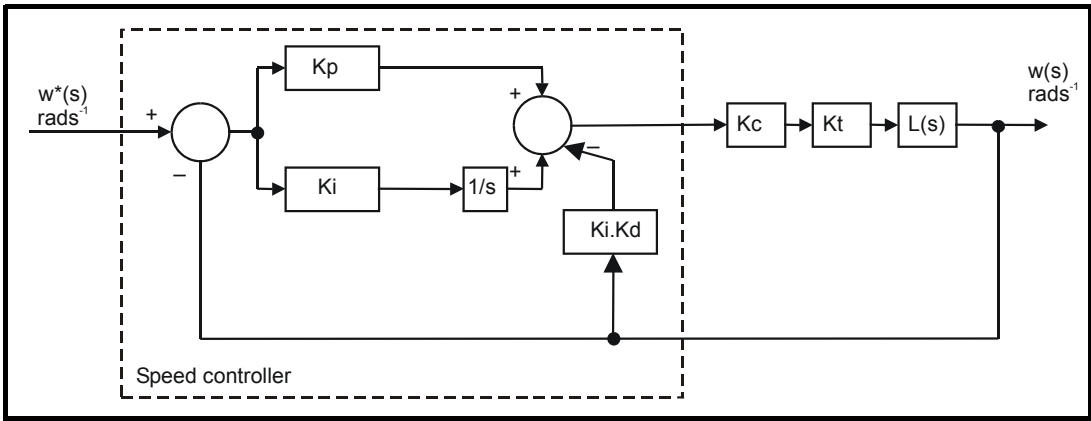 w*(s)
rads⁻¹
+
−
Kp
Ki
1/s
+
+
−
Ki.Kd
Kc
Kt
L(s)
w(s)
rads⁻¹
Speed controller